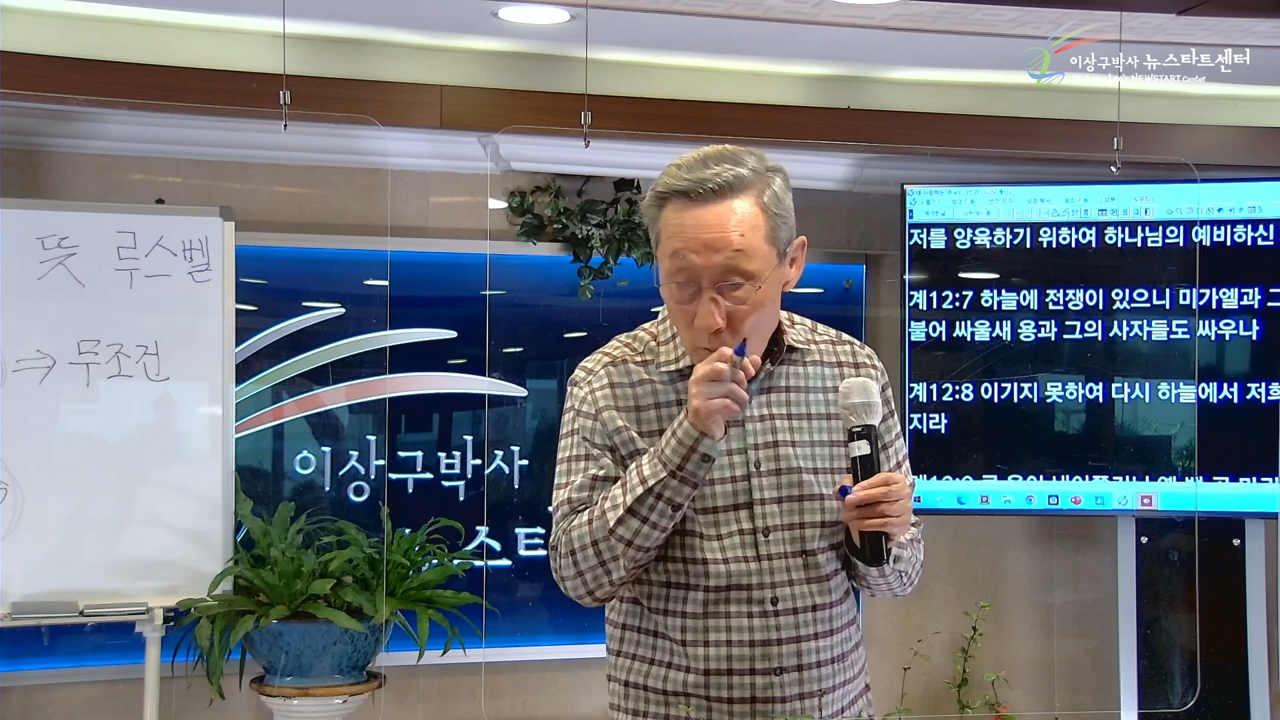 이상구박사 뉴스타트센터
NEWSTART Center
뜻 루스벨
⇒ 무조건
이상구박사
저를 양육하기 위하여 하나님의 예비하신
계12:7 하늘에 전쟁이 있으니 미가엘과 그
불어 싸울새 용과 그의 사자들도 싸우나
계12:8 이기지 못하여 다시 하늘에서 저희
지라